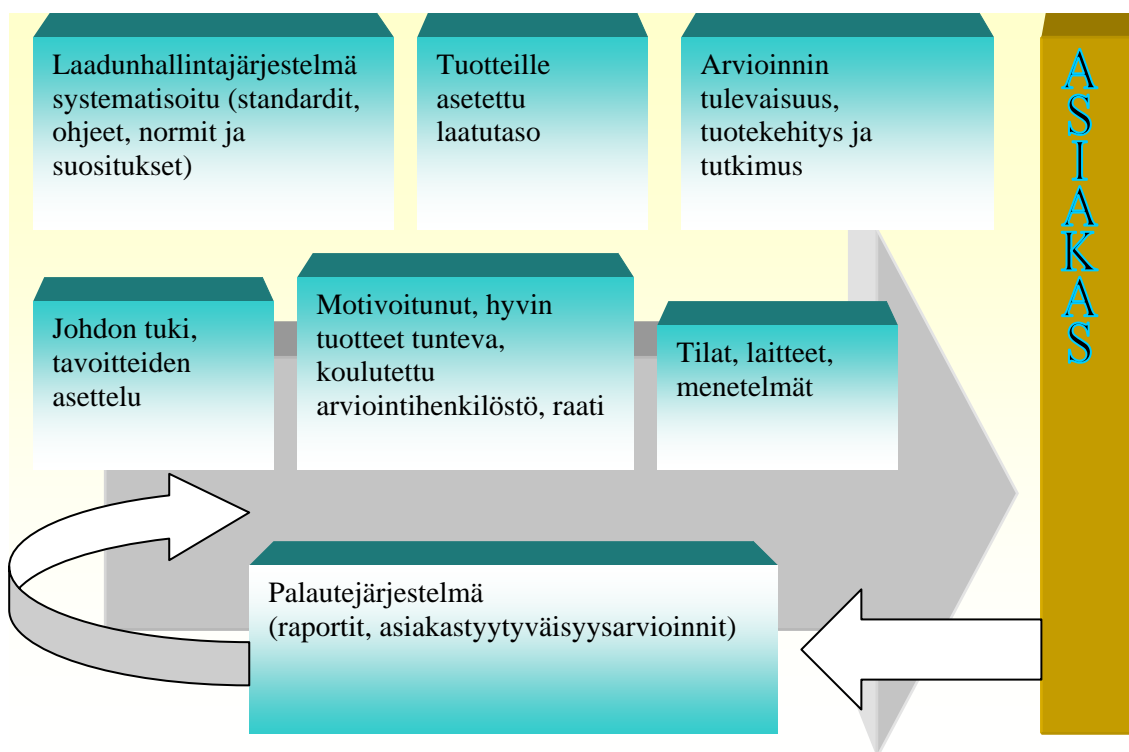 Laadunhallintajärjestelmä
systematisoitu (standardit,
ohjeet, normit ja
suositukset)
Tuotteille
asetettu
laatutaso
Arvioinnin
tulevaisuus,
tuotekehitys ja
tutkimus
Johdon tuki,
tavoitteiden
asettelu
Motivoitunut, hyvin
tuotteet tunteva,
koulutettu
arviointihenkilöstö, raati
Tilat, laitteet,
menetelmät
Palautejärjestelmä
(raportit, asiakastyytyväisyysarvioinnit)
ASIAKAS